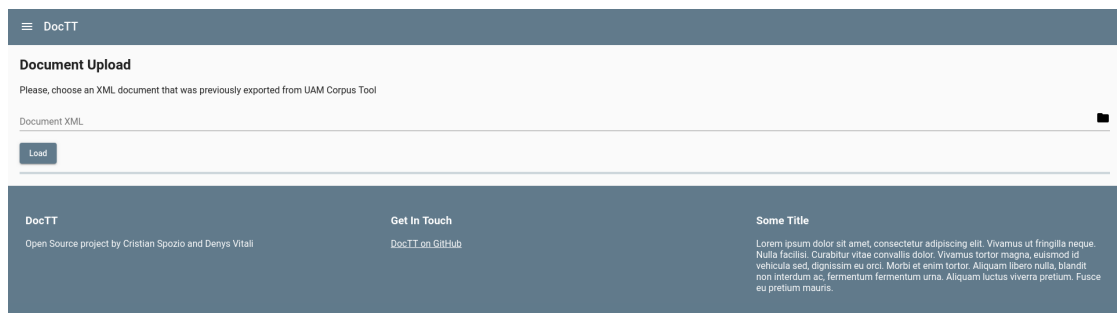 DocTT
Document Upload
Please, choose an XML document that was previously exported from UAM Corpus Tool
Document XML
Load
DocTT
Open Source project by Cristian Spozio and Denys Vitali
Get In Touch
DocTT on GitHub
Some Title
Lorem ipsum dolor sit amet, consectetur adipiscing elit. Vivamus ut fringilla neque.
Nulla facilisi. Curabitur vitae convallis dolor. Vivamus tortor magna, euismod id
vehicula sed, dignissim eu orci. Morbi et enim tortor. Aliquam libero nulla, blandit
non interdum ac, fermentum fermentum urna. Aliquam luctus viverra pretium. Fusce
eu pretium mauris.